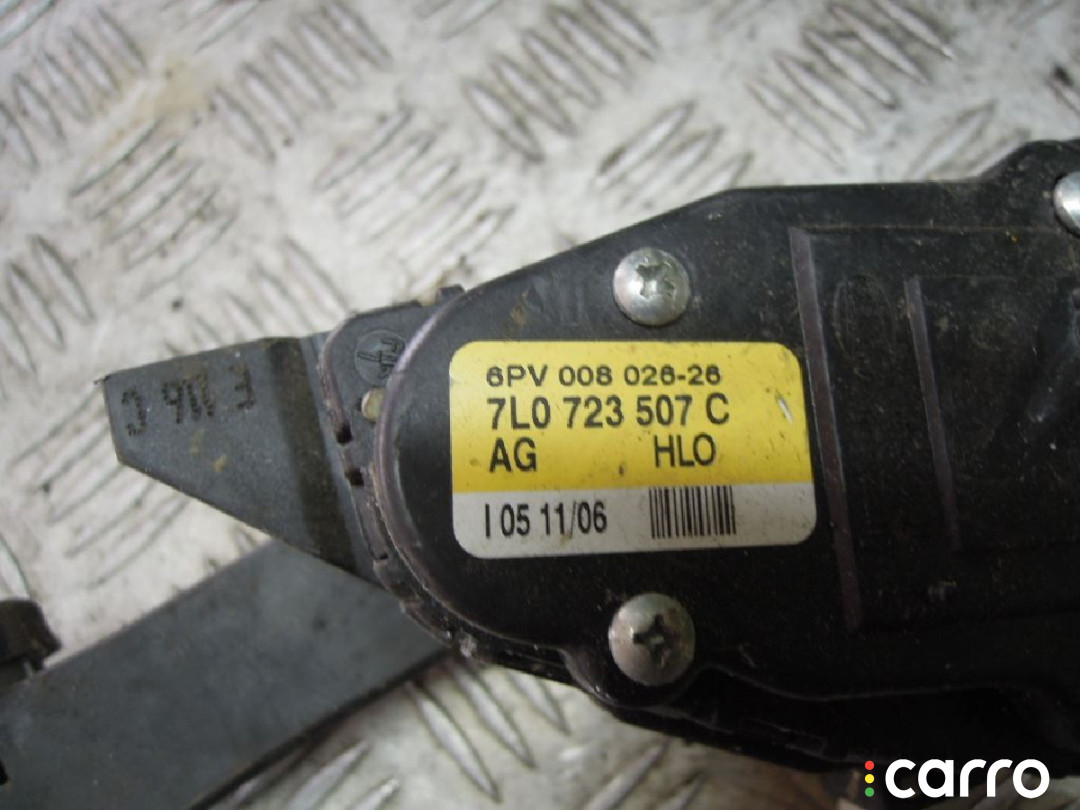 6PV 008 026-26
7L0 723 507 C
AG HLO
I 05 11/06
carro